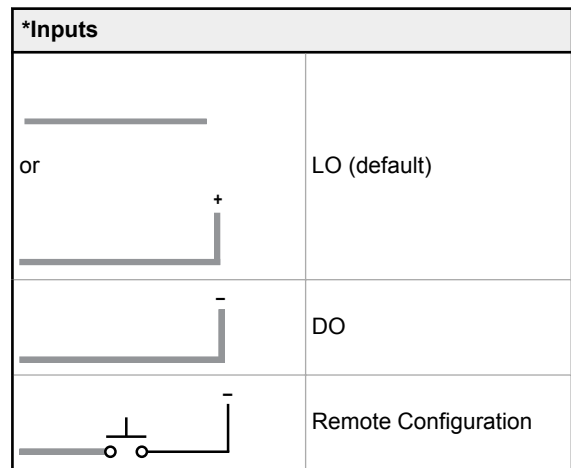 *Inputs
or
+
LO (default)
–
DO
–
Remote Configuration